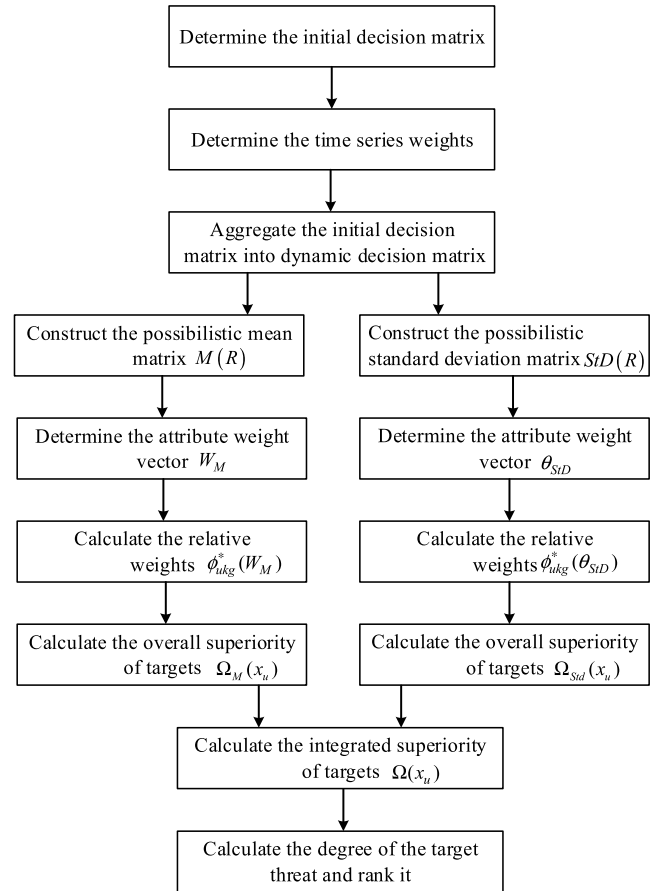 Determine the initial decision matrix
Determine the time series weights
Aggregate the initial decision
matrix into dynamic decision matrix
Construct the possibilistic mean
matrix M(R)
Construct the possibilistic
standard deviation matrix StD(R)
Determine the attribute weight
vector W_M
Determine the attribute weight
vector θ_StD
Calculate the relative
weights ϕ*_ukg(W_M)
Calculate the relative
weights ϕ*_ukg(θ_StD)
Calculate the overall superiority
of targets Ω_M(x_u)
Calculate the overall superiority
of targets Ω_Std(x_u)
Calculate the integrated superiority
of targets Ω(x_u)
Calculate the degree of the target
threat and rank it